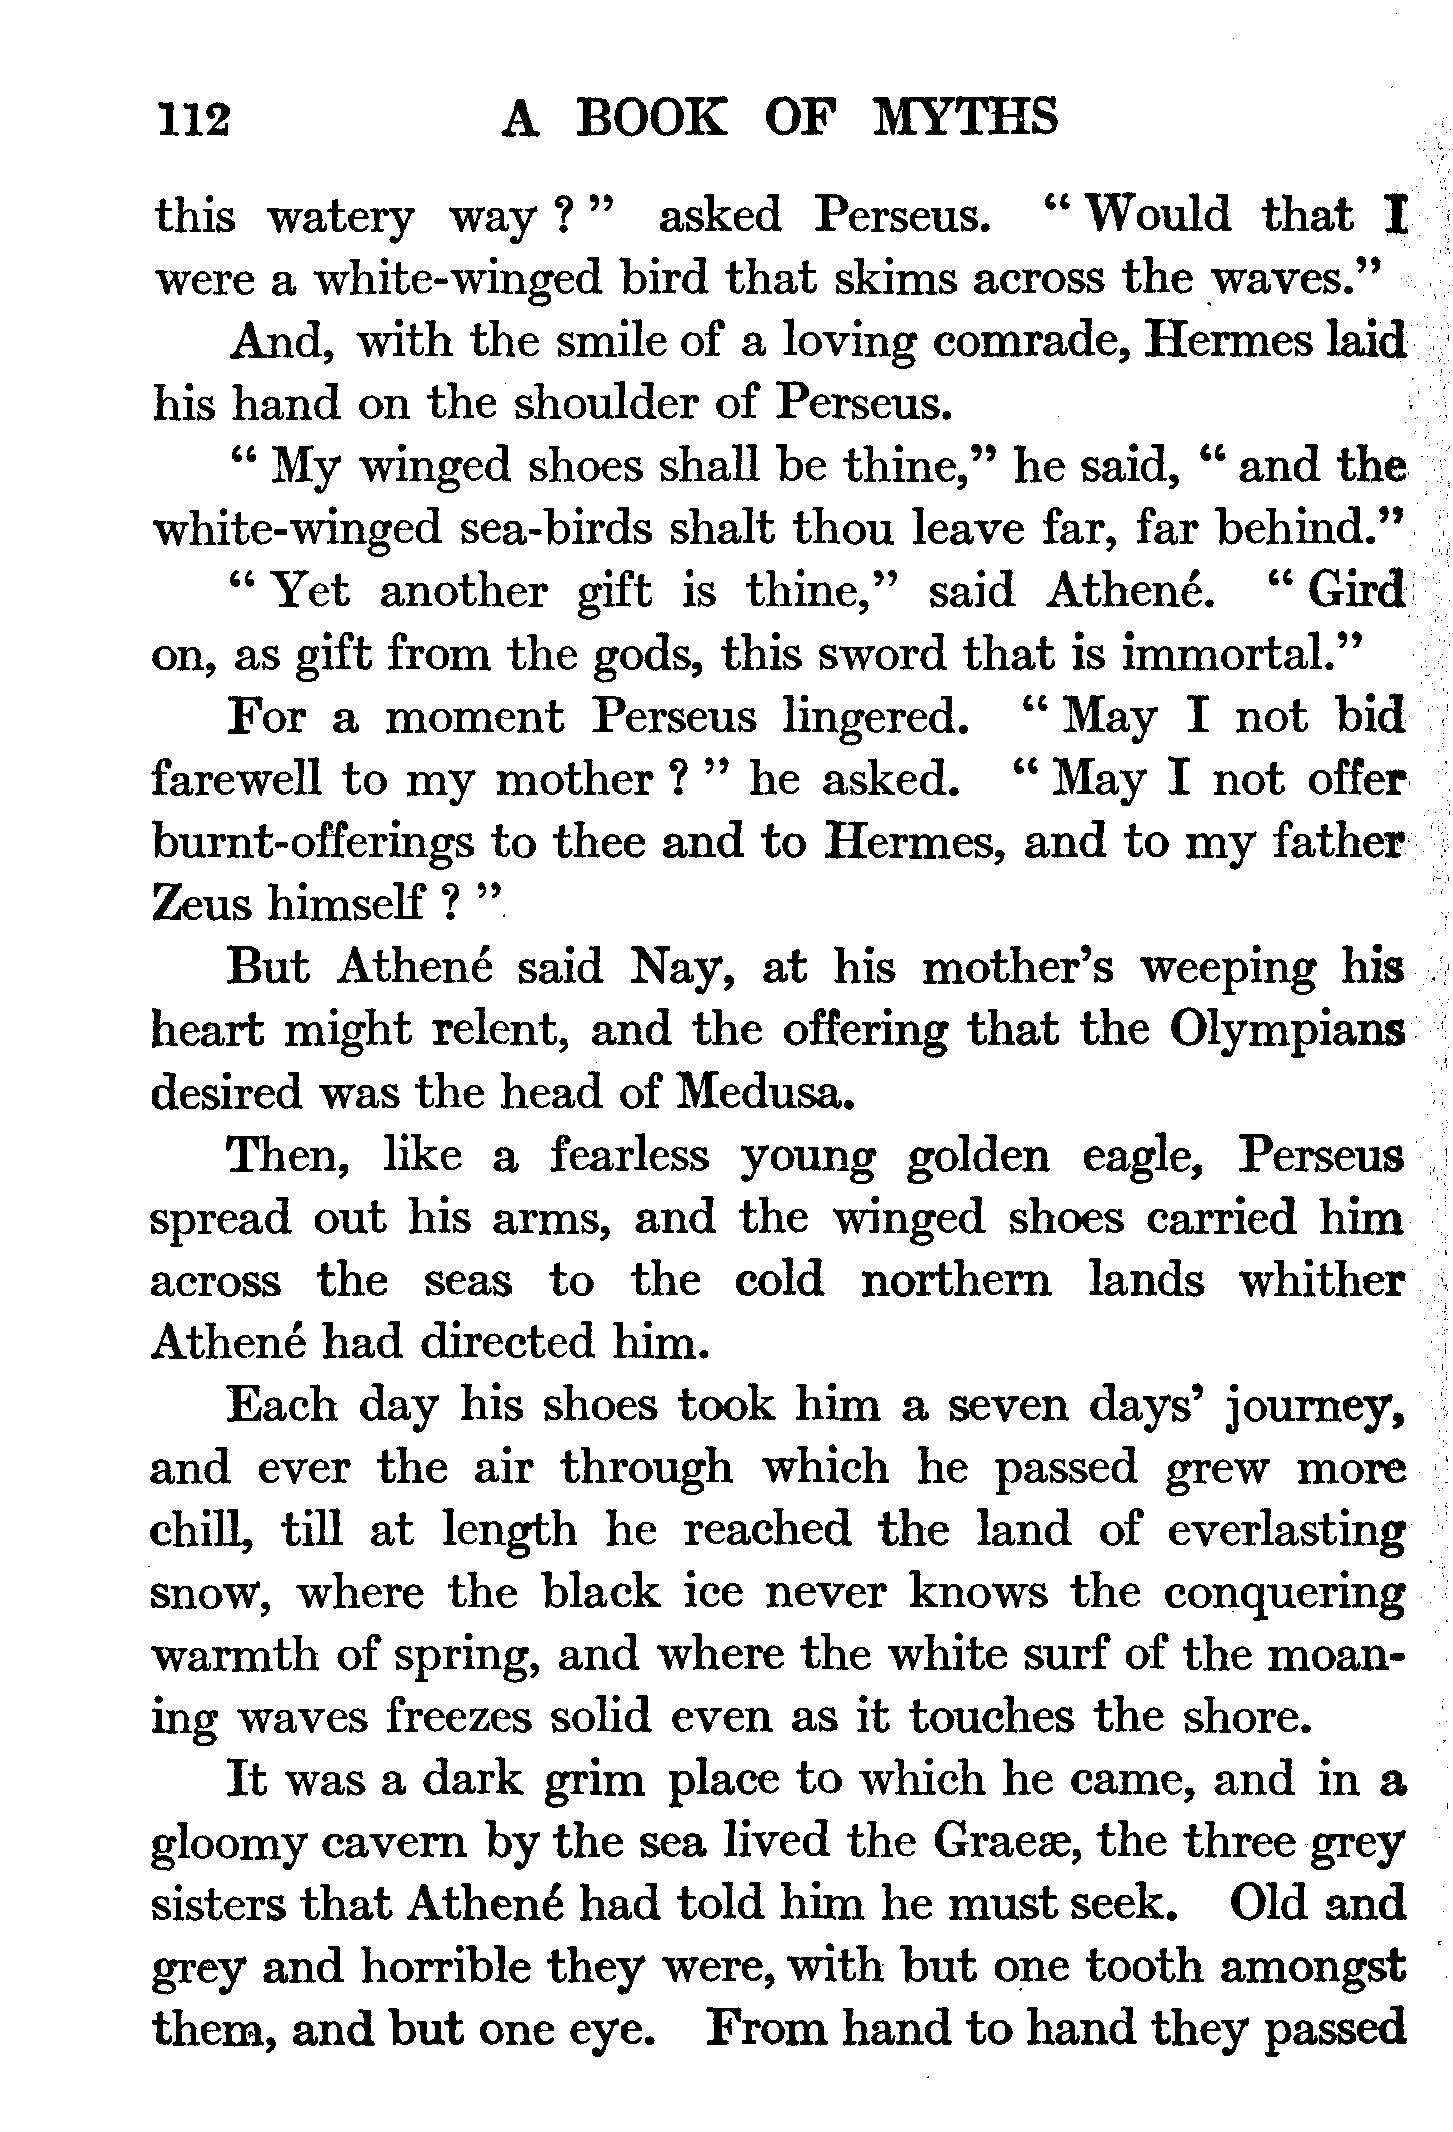 112 A BOOK OF MYTHS
this watery way ? ” asked Perseus. “ Would that I
were a white-winged bird that skims across the waves.”
And, with the smile of a loving comrade, Hermes laid
his hand on the shoulder of Perseus.
“ My winged shoes shall be thine,” he said, “ and the
white-winged sea-birds shalt thou leave far, far behind.”
“ Yet another gift is thine,” said Athené. “ Gird
on, as gift from the gods, this sword that is immortal.”
For a moment Perseus lingered. “ May I not bid
farewell to my mother ? ” he asked. “ May I not offer
burnt-offerings to thee and to Hermes, and to my father
Zeus himself ? ”
But Athené said Nay, at his mother’s weeping his
heart might relent, and the offering that the Olympians
desired was the head of Medusa.
Then, like a fearless young golden eagle, Perseus
spread out his arms, and the winged shoes carried him
across the seas to the cold northern lands whither
Athené had directed him.
Each day his shoes took him a seven days’ journey,
and ever the air through which he passed grew more
chill, till at length he reached the land of everlasting
snow, where the black ice never knows the conquering
warmth of spring, and where the white surf of the moan-
ing waves freezes solid even as it touches the shore.
It was a dark grim place to which he came, and in a
gloomy cavern by the sea lived the Graeæ, the three grey
sisters that Athené had told him he must seek. Old and
grey and horrible they were, with but one tooth amongst
them, and but one eye. From hand to hand they passed